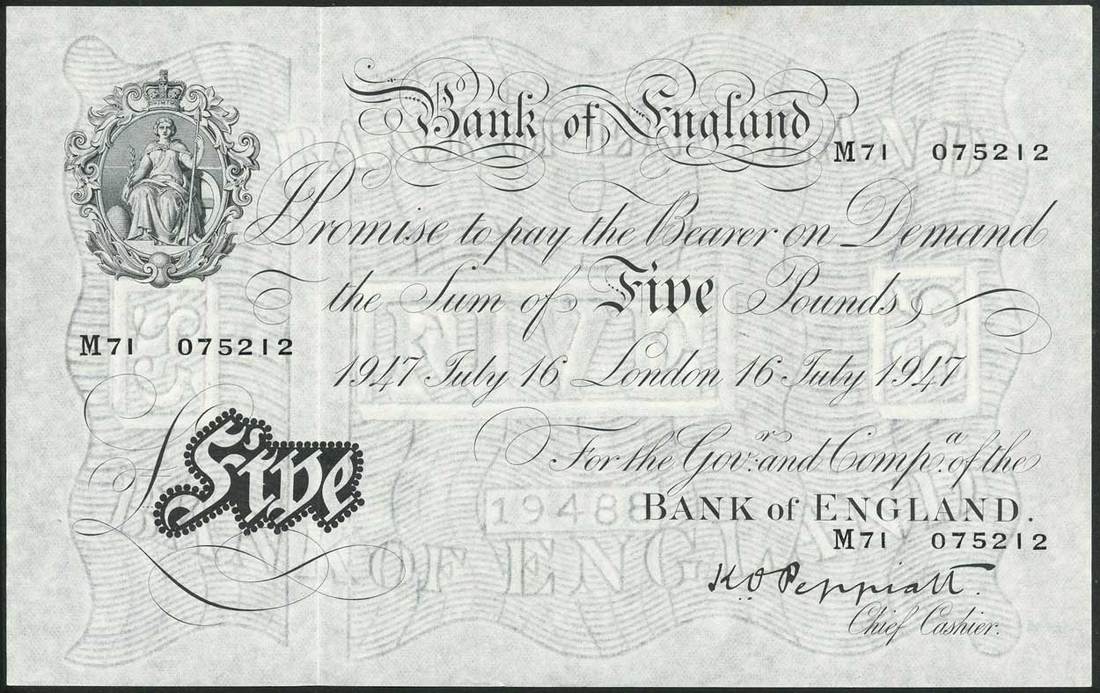 Bank of England
M71 075212
I Promise to pay the Bearer on Demand
the Sum of Five Pounds
M71 075212
1947 July 16 London 16 July 1947
For the Gov.r and Comp.a of the
Five
BANK of ENGLAND.
M71 075212
K.O. Peppiatt.
Chief Cashier.